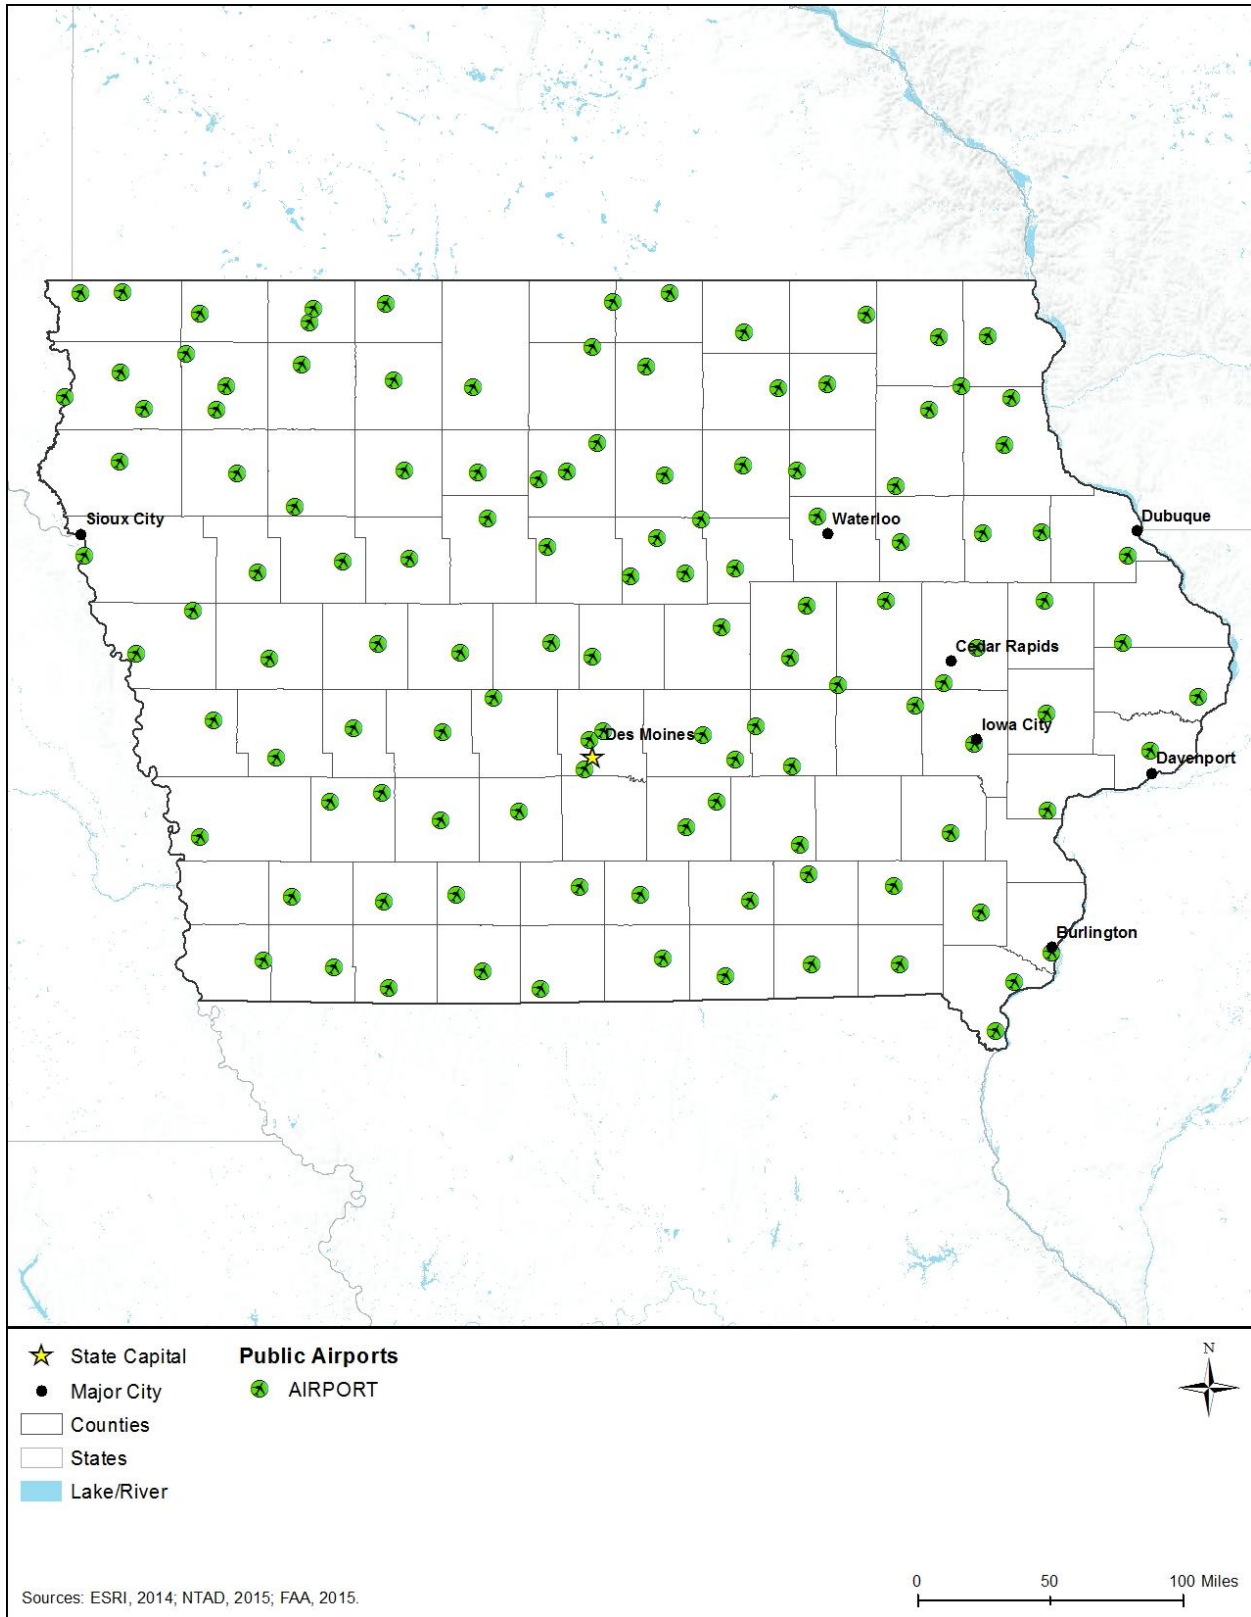 Sioux City
Waterloo
Dubuque
Cedar Rapids
Iowa City
Des Moines
Davenport
Burlington
State Capital
Public Airports
Major City
AIRPORT
Counties
States
Lake/River
N
Sources: ESRI, 2014; NTAD, 2015; FAA, 2015.
0 50 100 Miles